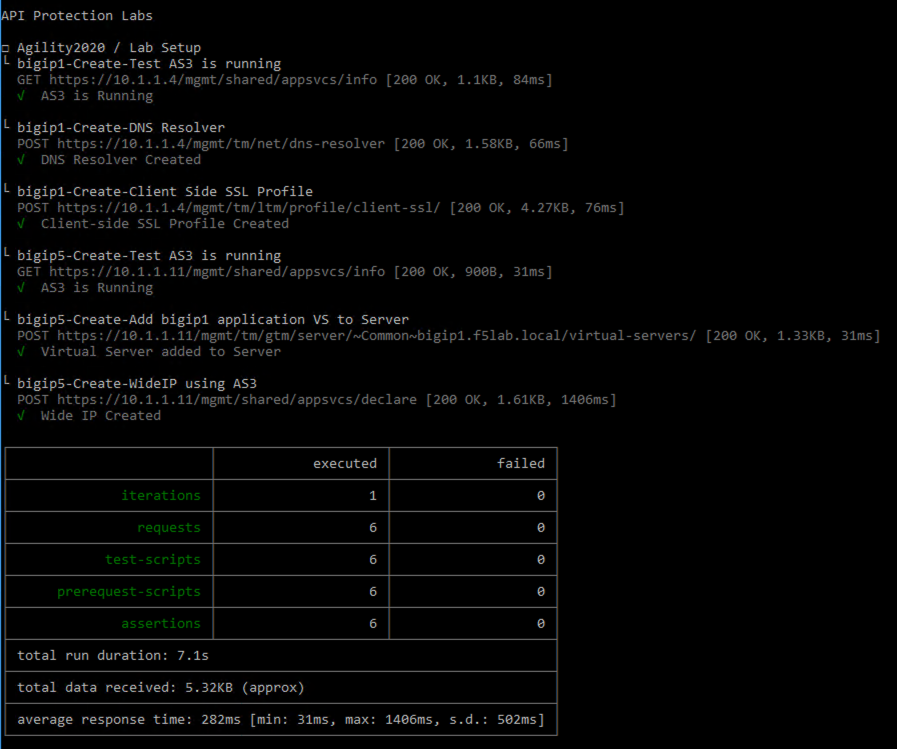 API Protection Labs
□ Agility2020 / Lab Setup
└ bigip1-Create-Test AS3 is running
GET https://10.1.1.4/mgmt/shared/appsvcs/info [200 OK, 1.1KB, 84ms]
√ AS3 is Running
└ bigip1-Create-DNS Resolver
POST https://10.1.1.4/mgmt/tm/net/dns-resolver [200 OK, 1.58KB, 66ms]
√ DNS Resolver Created
└ bigip1-Create-Client Side SSL Profile
POST https://10.1.1.4/mgmt/tm/ltm/profile/client-ssl/ [200 OK, 4.27KB, 76ms]
√ Client-side SSL Profile Created
└ bigip5-Create-Test AS3 is running
GET https://10.1.1.11/mgmt/shared/appsvcs/info [200 OK, 900B, 31ms]
√ AS3 is Running
└ bigip5-Create-Add bigip1 application VS to Server
POST https://10.1.1.11/mgmt/tm/gtm/server/~Common~bigip1.f5lab.local/virtual-servers/ [200 OK, 1.33KB, 31ms]
√ Virtual Server added to Server
└ bigip5-Create-WideIP using AS3
POST https://10.1.1.11/mgmt/shared/appsvcs/declare [200 OK, 1.61KB, 1406ms]
√ Wide IP Created
executed failed
iterations 1 0
requests 6 0
test-scripts 6 0
prerequest-scripts 6 0
assertions 6 0
total run duration: 7.1s
total data received: 5.32KB (approx)
average response time: 282ms [min: 31ms, max: 1406ms, s.d.: 502ms]